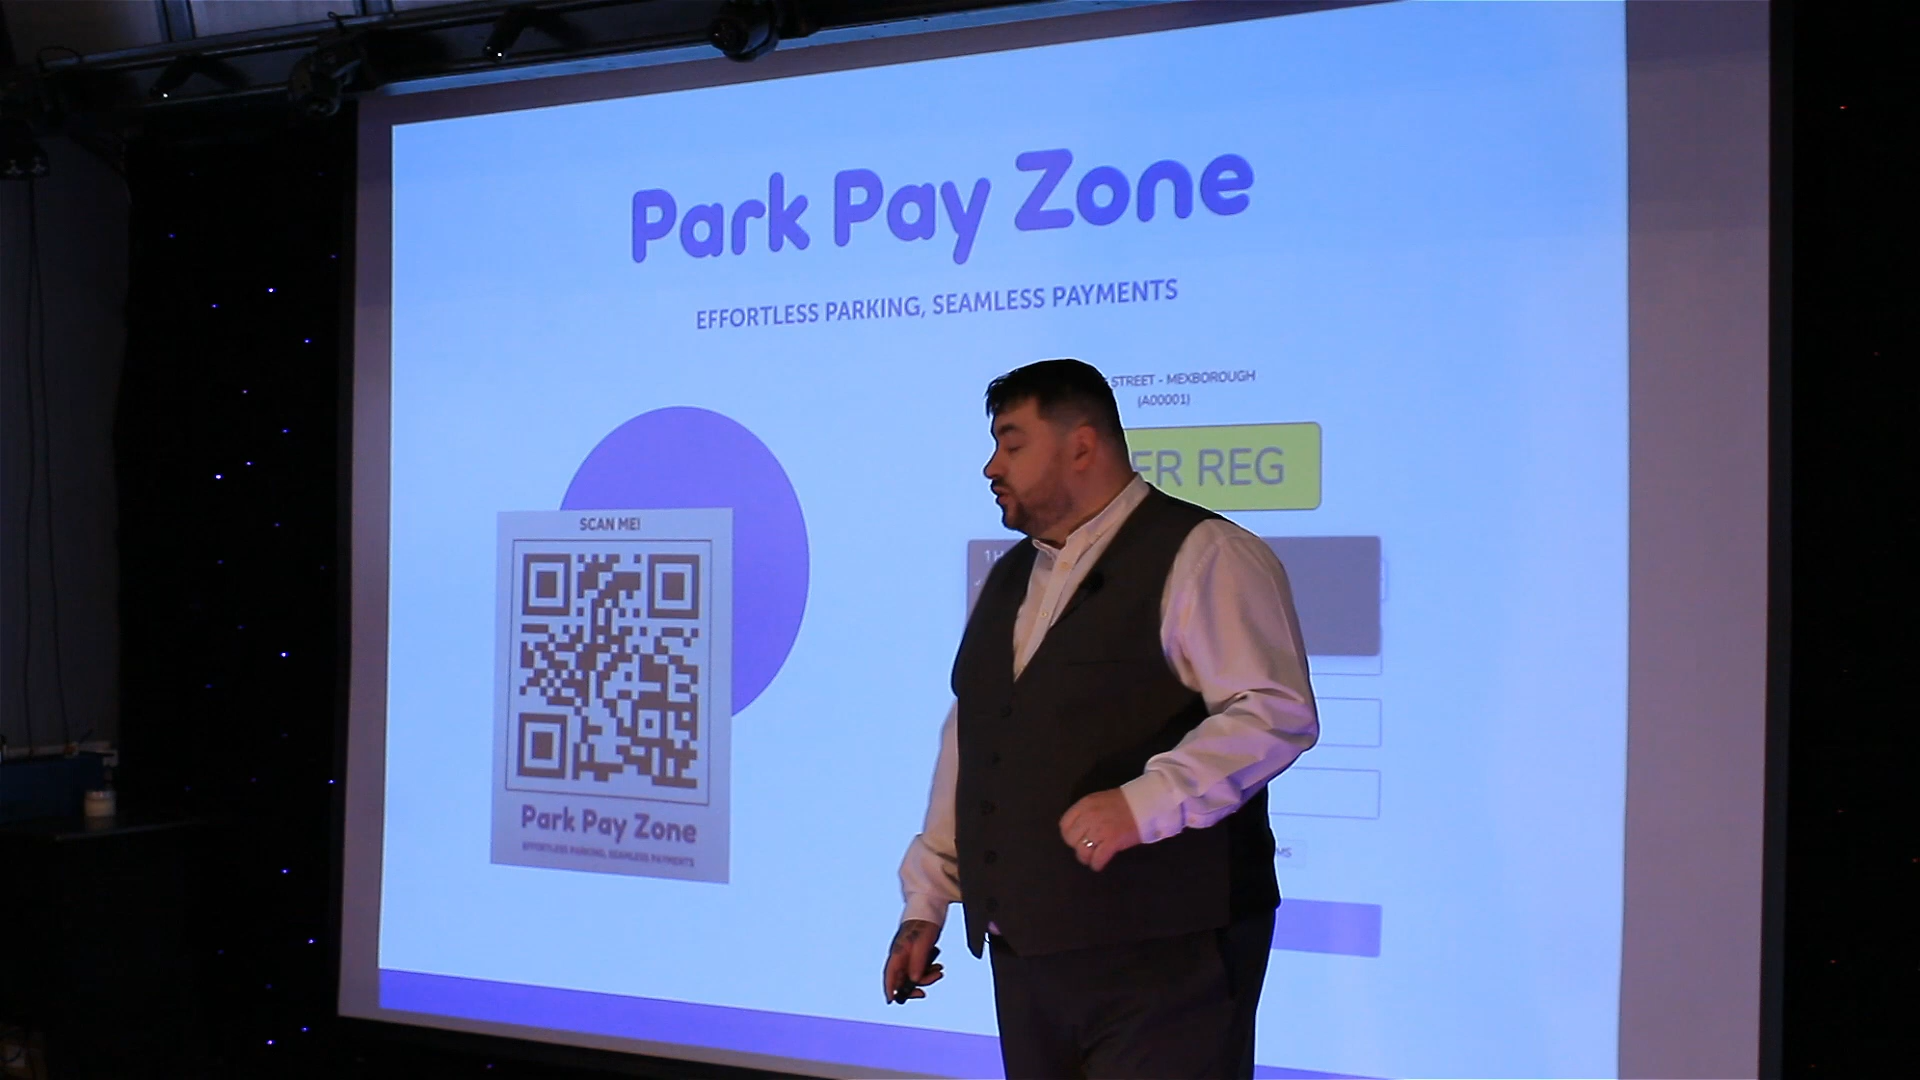 Park Pay Zone
EFFORTLESS PARKING, SEAMLESS PAYMENTS
STREET - MEXBOROUGH
(A00001)
REG
SCAN ME!
1
Park Pay Zone
EFFORTLESS PARKING, SEAMLESS PAYMENTS